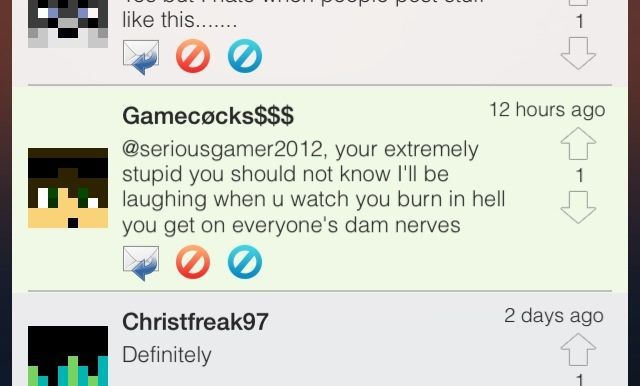 Yes but I hate when people post stuff
like this.......
1
Gamecøcks$$$
12 hours ago
@seriousgamer2012, your extremely
stupid you should not know I'll be
laughing when u watch you burn in hell
you get on everyone's dam nerves
1
Christfreak97
2 days ago
Definitely
1